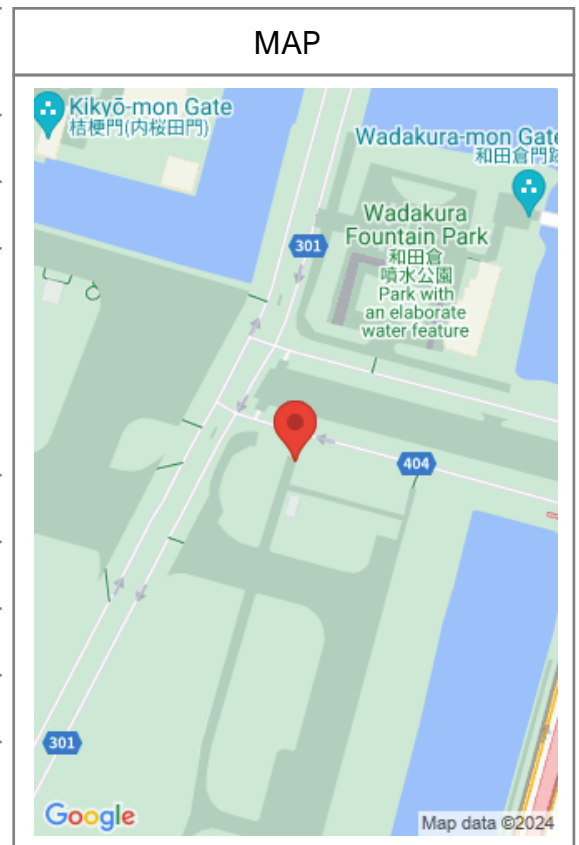 MAP
Kikyō-mon Gate
桔梗門(内桜田門)
Wadakura-mon Gate
和田倉門跡
301
Wadakura
Fountain Park
和田倉
噴水公園
Park with
an elaborate
water feature
404
301
Google
Map data ©2024